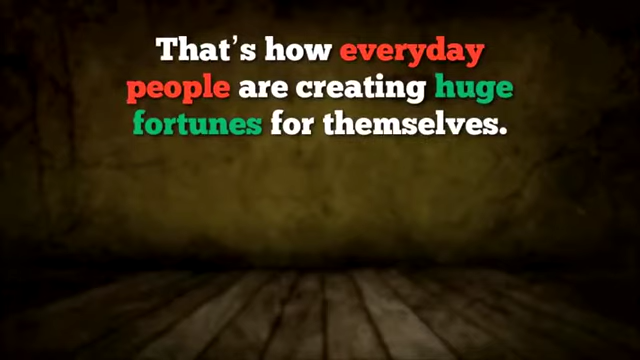 That's how everyday
people are creating huge
fortunes for themselves.